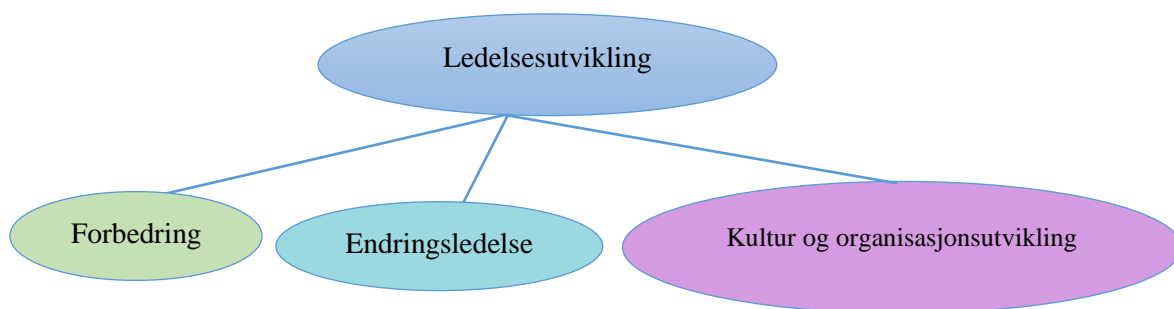 Ledelsesutvikling
Forbedring
Endringsledelse
Kultur og organisasjonsutvikling